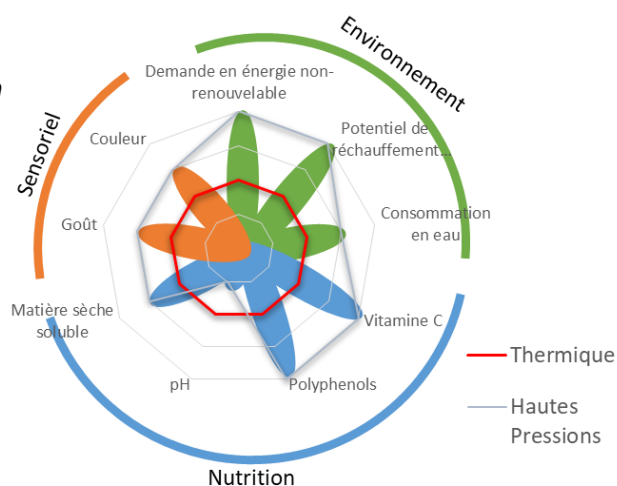 Environnement
Demande en énergie non-
renouvelable
Potentiel de
réchauffement...
Couleur
Sensoriel
Goût
Consommation
en eau
Matière sèche
soluble
Vitamine C
pH
Polyphenols
Nutrition
Thermique
Hautes
Pressions